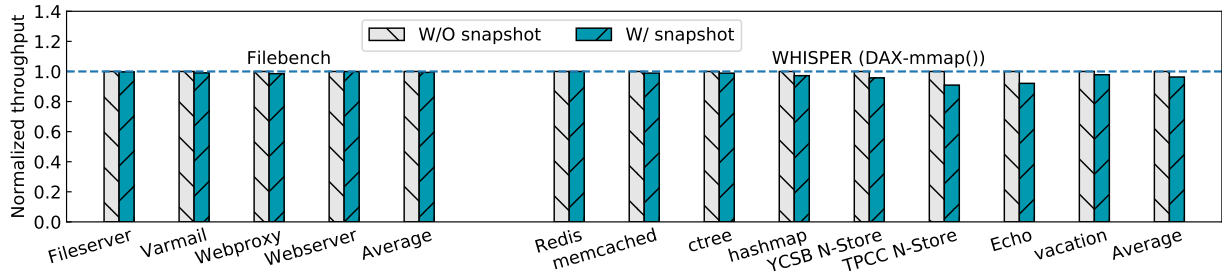 W/O snapshot
W/ snapshot
Filebench
WHISPER (DAX-mmap())
Normalized throughput
1.4
1.2
1.0
0.8
0.6
0.4
0.2
0.0
Fileserver
Varmail
Webproxy
Webserver
Average
Redis
memcached
ctree
hashmap
YCSB N-Store
TPCC N-Store
Echo
vacation
Average